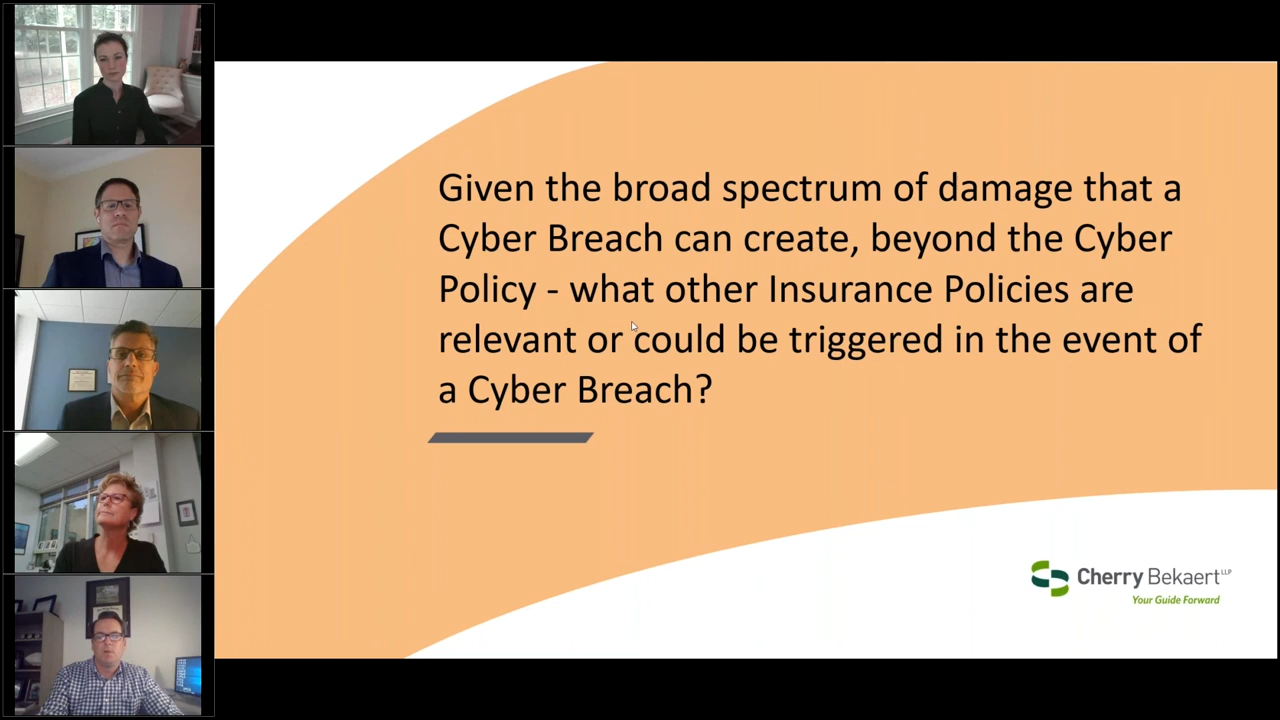 Given the broad spectrum of damage that a
Cyber Breach can create, beyond the Cyber
Policy - what other Insurance Policies are
relevant or could be triggered in the event of
a Cyber Breach?
Cherry Bekaert LLP
Your Guide Forward